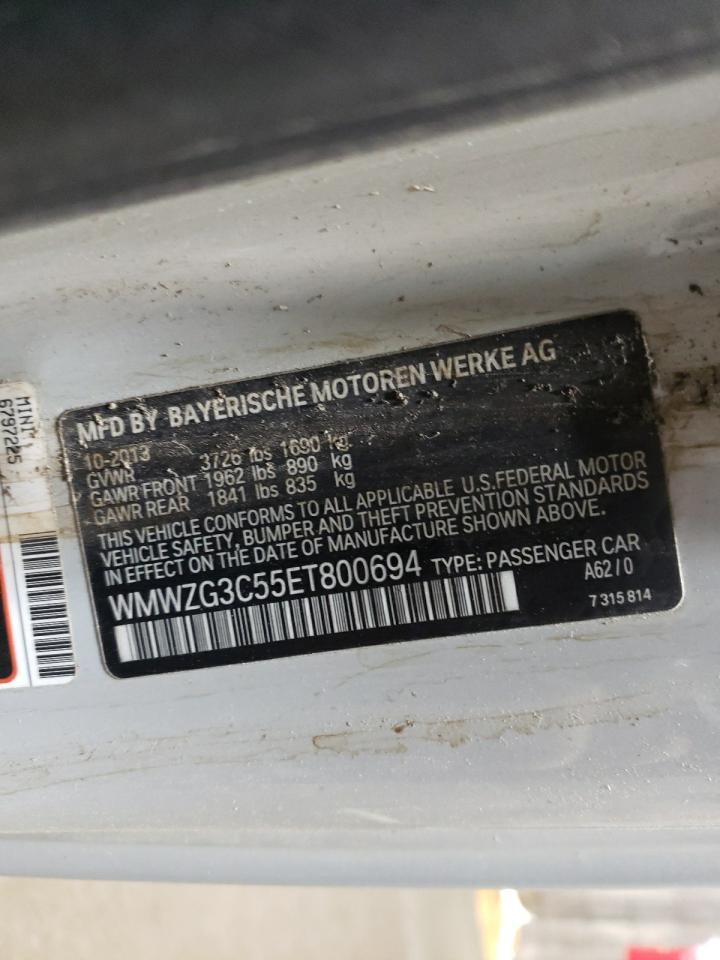 MFD BY BAYERISCHE MOTOREN WERKE AG
10-2013
GVWR 3726 lbs 1690 kg
GAWR FRONT 1962 lbs 890 kg
GAWR REAR 1841 lbs 835 kg
THIS VEHICLE CONFORMS TO ALL APPLICABLE U.S.FEDERAL MOTOR
VEHICLE SAFETY, BUMPER AND THEFT PREVENTION STANDARDS
IN EFFECT ON THE DATE OF MANUFACTURE SHOWN ABOVE.
WMWZG3C55ET800694 TYPE: PASSENGER CAR
A62/0
7 315 814
MINI
6797225